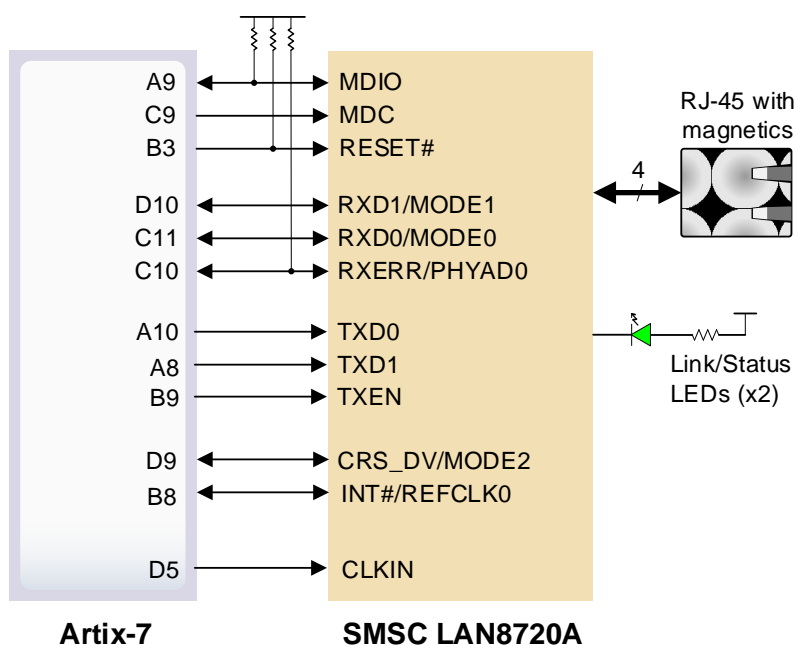 A9 MDIO
C9 MDC
B3 RESET#
D10 RXD1/MODE1
C11 RXD0/MODE0
C10 RXERR/PHYAD0
A10 TXD0
A8 TXD1
B9 TXEN
D9 CRS_DV/MODE2
B8 INT#/REFCLK0
D5 CLKIN
RJ-45 with
magnetics
4
Link/Status
LEDs (x2)
Artix-7
SMSC LAN8720A